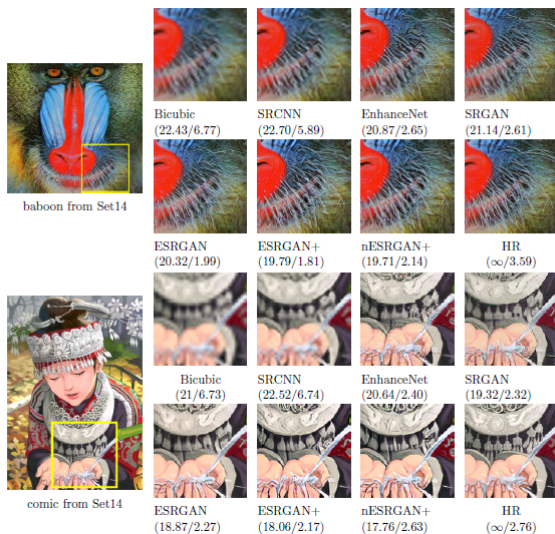 Bicubic
(22.43/6.77)
SRCNN
(22.70/5.89)
EnhanceNet
(20.87/2.65)
SRGAN
(21.14/2.61)
baboon from Set14
ESRGAN
(20.32/1.99)
ESRGAN+
(19.79/1.81)
nESRGAN+
(19.71/2.14)
HR
(∞/3.59)
Bicubic
(21/6.73)
SRCNN
(22.52/6.74)
EnhanceNet
(20.64/2.40)
SRGAN
(19.32/2.32)
comic from Set14
ESRGAN
(18.87/2.27)
ESRGAN+
(18.06/2.17)
nESRGAN+
(17.76/2.63)
HR
(∞/2.76)